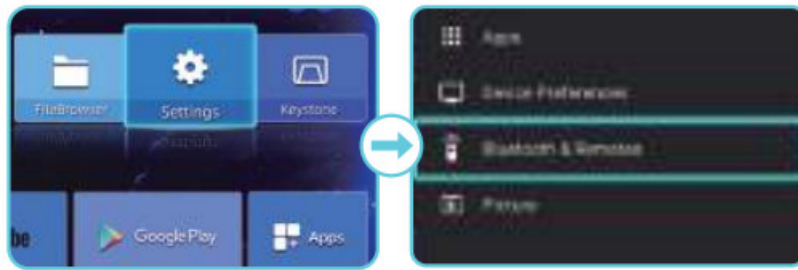 FileBrowser
Settings
Keystone
be
Google Play
Apps
Apps
Device Preferences
Bluetooth & Remotes
Picture